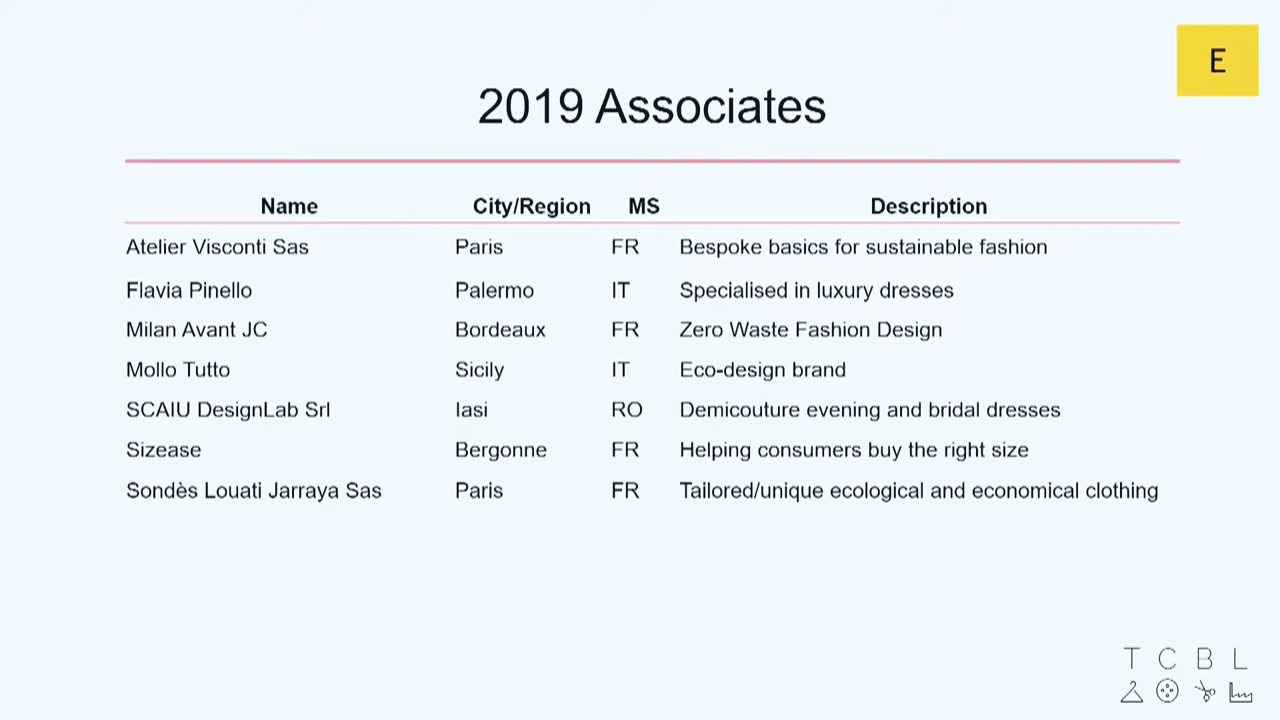 E
2019 Associates
Name City/Region MS Description
Atelier Visconti Sas Paris FR Bespoke basics for sustainable fashion
Flavia Pinello Palermo IT Specialised in luxury dresses
Milan Avant JC Bordeaux FR Zero Waste Fashion Design
Mollo Tutto Sicily IT Eco-design brand
SCAIU DesignLab Srl Iasi RO Demicouture evening and bridal dresses
Sizease Bergonne FR Helping consumers buy the right size
Sondès Louati Jarraya Sas Paris FR Tailored/unique ecological and economical clothing
T C B L